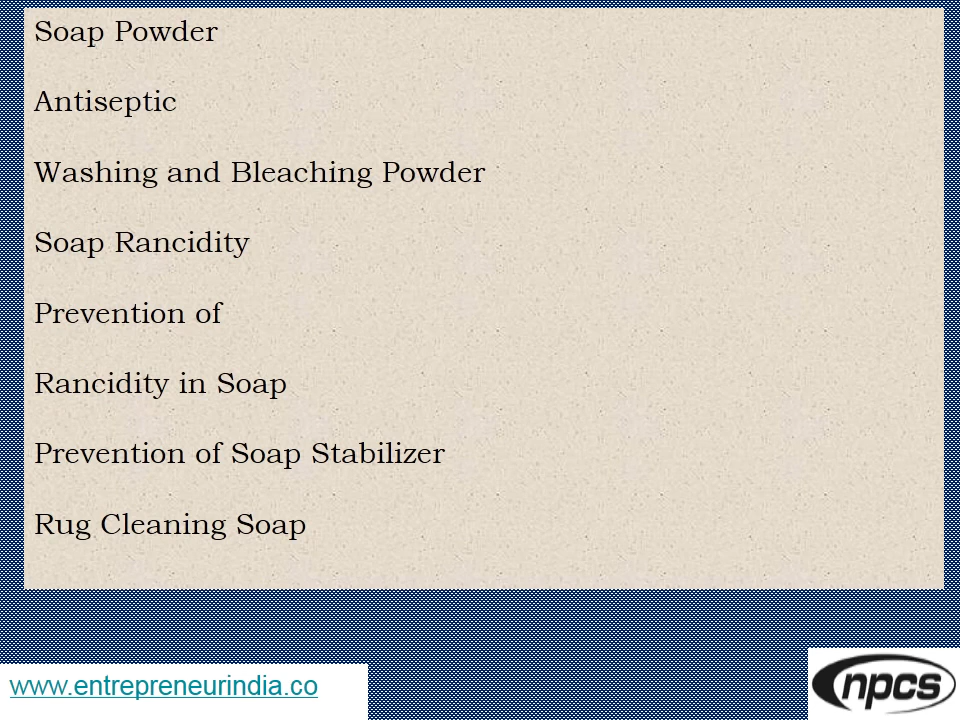 Soap Powder
Antiseptic
Washing and Bleaching Powder
Soap Rancidity
Prevention of
Rancidity in Soap
Prevention of Soap Stabilizer
Rug Cleaning Soap
www.entrepreneurindia.co
npcs